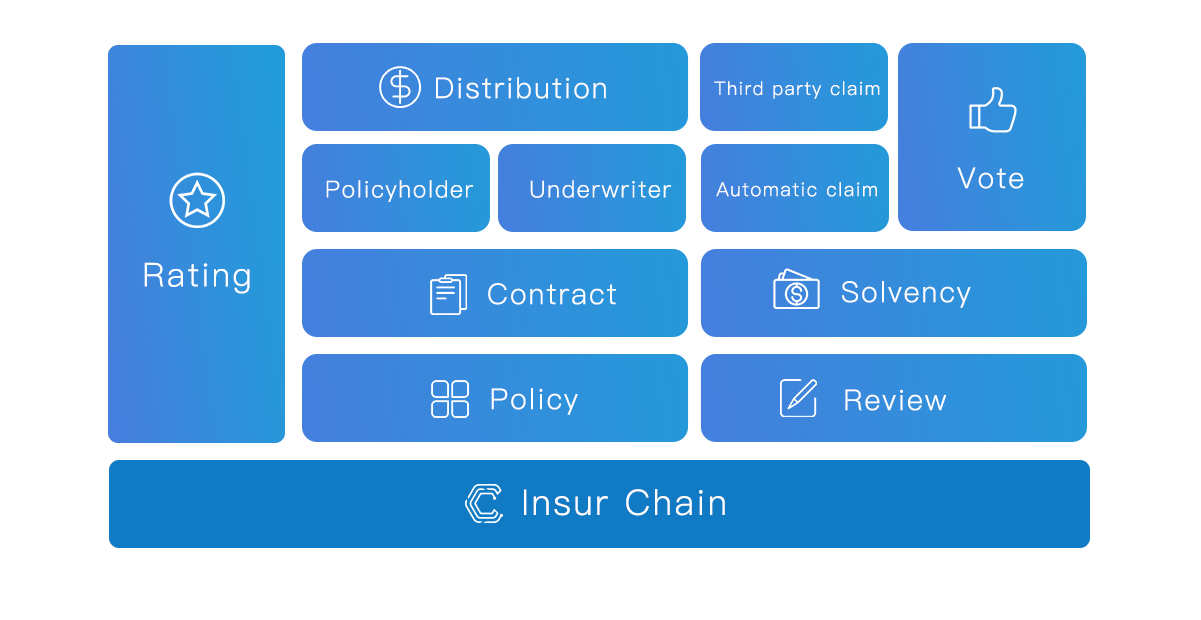 Rating
Distribution
Policyholder
Underwriter
Third party claim
Automatic claim
Vote
Contract
Solvency
Policy
Review
Insur Chain